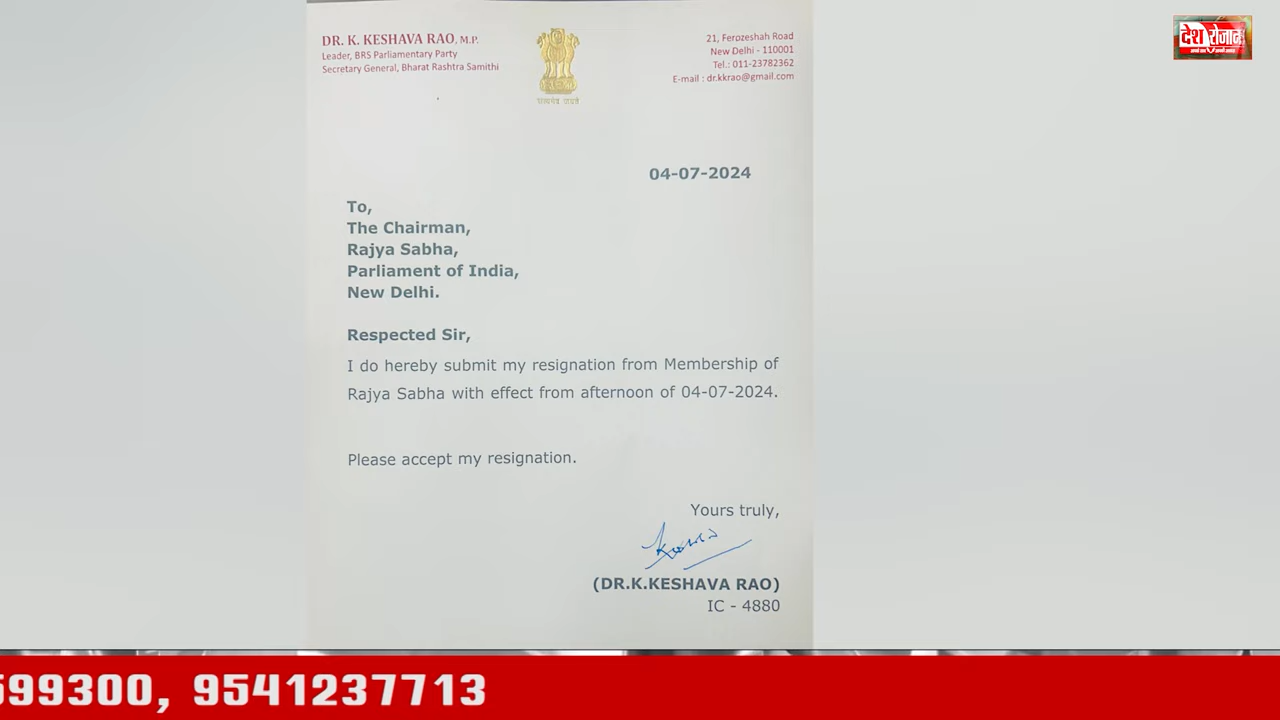 DR. K. KESHAVA RAO, M.P.
Leader, BRS Parliamentary Party
Secretary General, Bharat Rashtra Samithi
सत्यमेव जयते
21, Ferozeshah Road
New Delhi - 110001
Tel.: 011-23782362
E-mail : dr.kkrao@gmail.com
देश रोजाना
04-07-2024
To,
The Chairman,
Rajya Sabha,
Parliament of India,
New Delhi.
Respected Sir,
I do hereby submit my resignation from Membership of
Rajya Sabha with effect from afternoon of 04-07-2024.
Please accept my resignation.
Yours truly,
(DR.K.KESHAVA RAO)
IC - 4880
599300, 9541237713